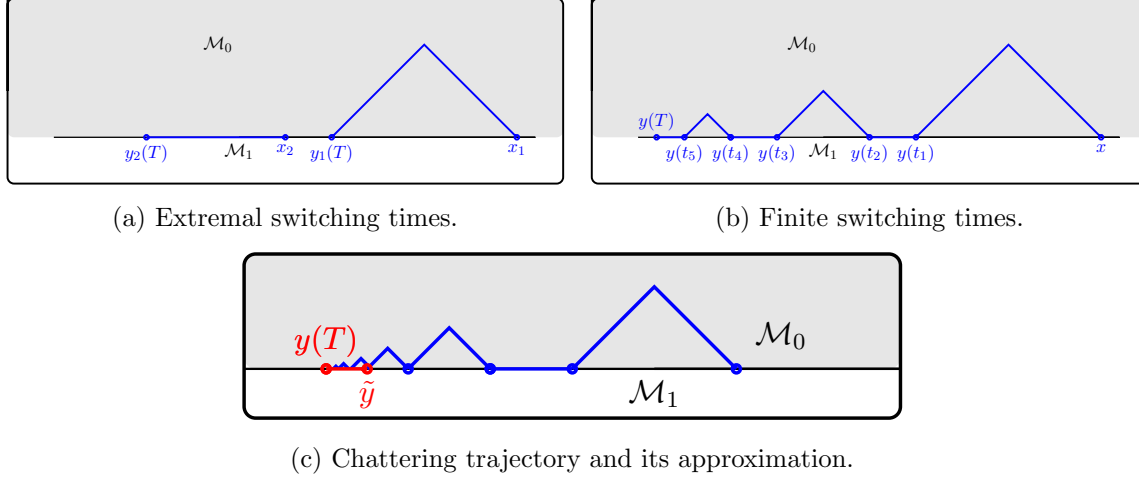 𝓜₀
y₂(T) 𝓜₁ x₂ y₁(T) x₁
(a) Extremal switching times.
𝓜₀
y(T)
y(t₅) y(t₄) y(t₃) 𝓜₁ y(t₂) y(t₁) x
(b) Finite switching times.
y(T) 𝓜₀
ỹ 𝓜₁
(c) Chattering trajectory and its approximation.